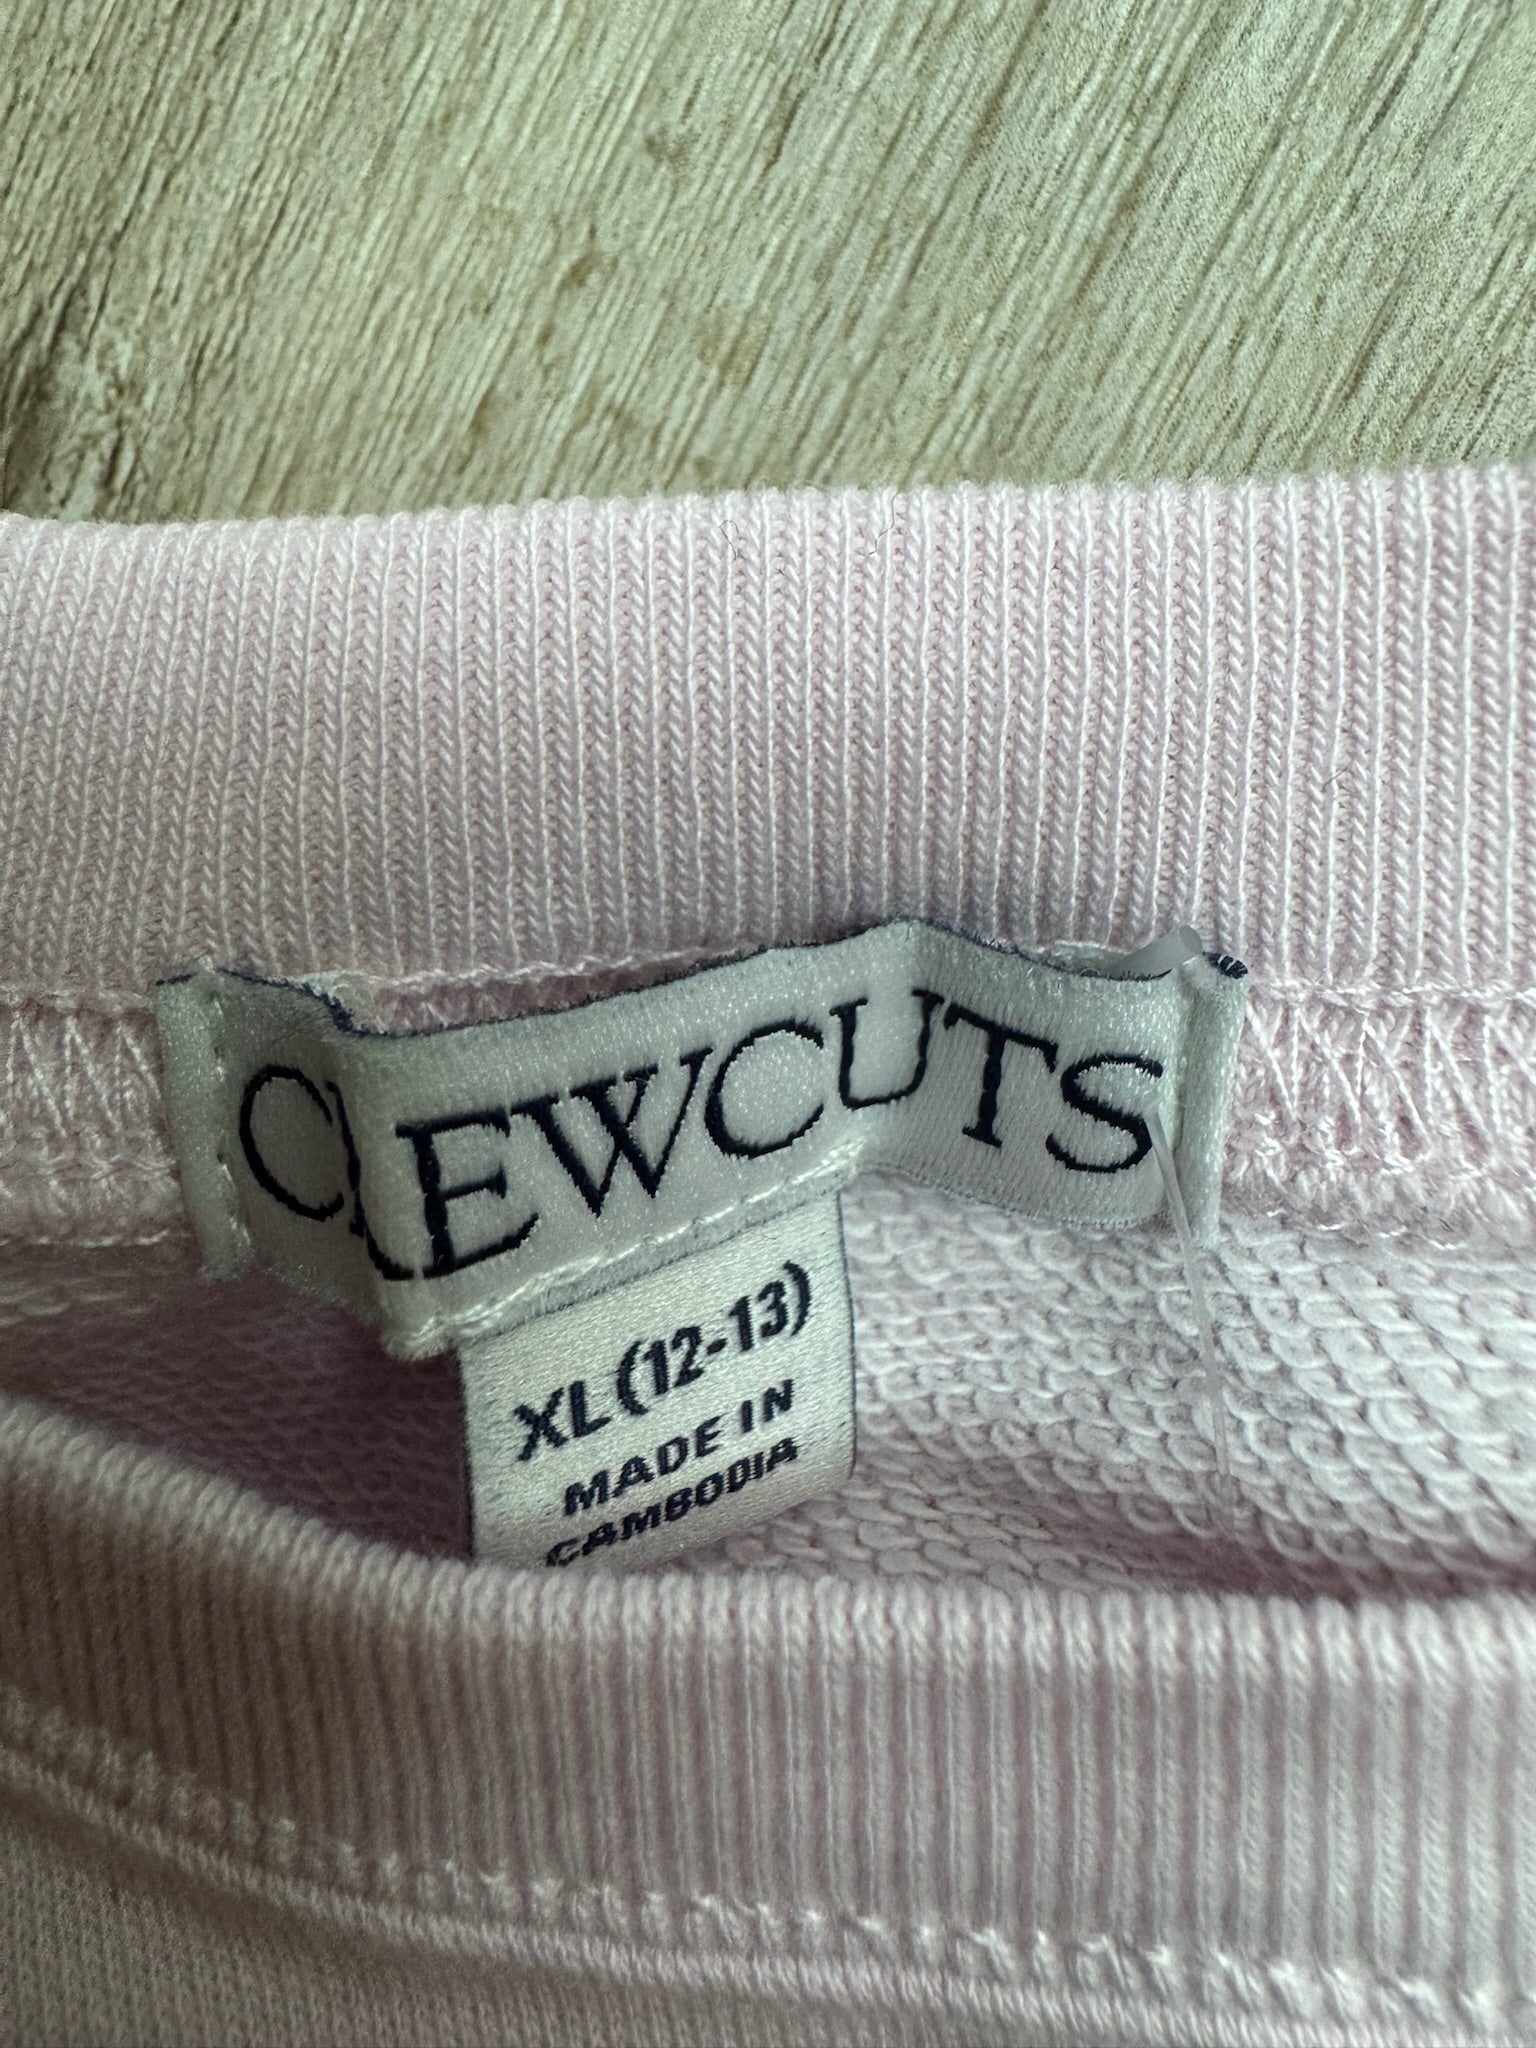 CREWCUTS
XL (12-13)
MADE IN
CAMBODIA